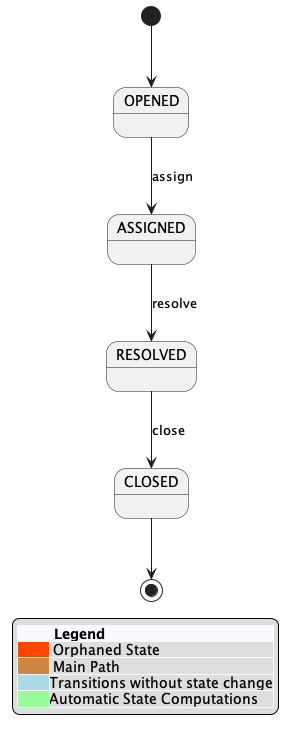 OPENED
assign
ASSIGNED
resolve
RESOLVED
close
CLOSED
Legend
Orphaned State
Main Path
Transitions without state change
Automatic State Computations